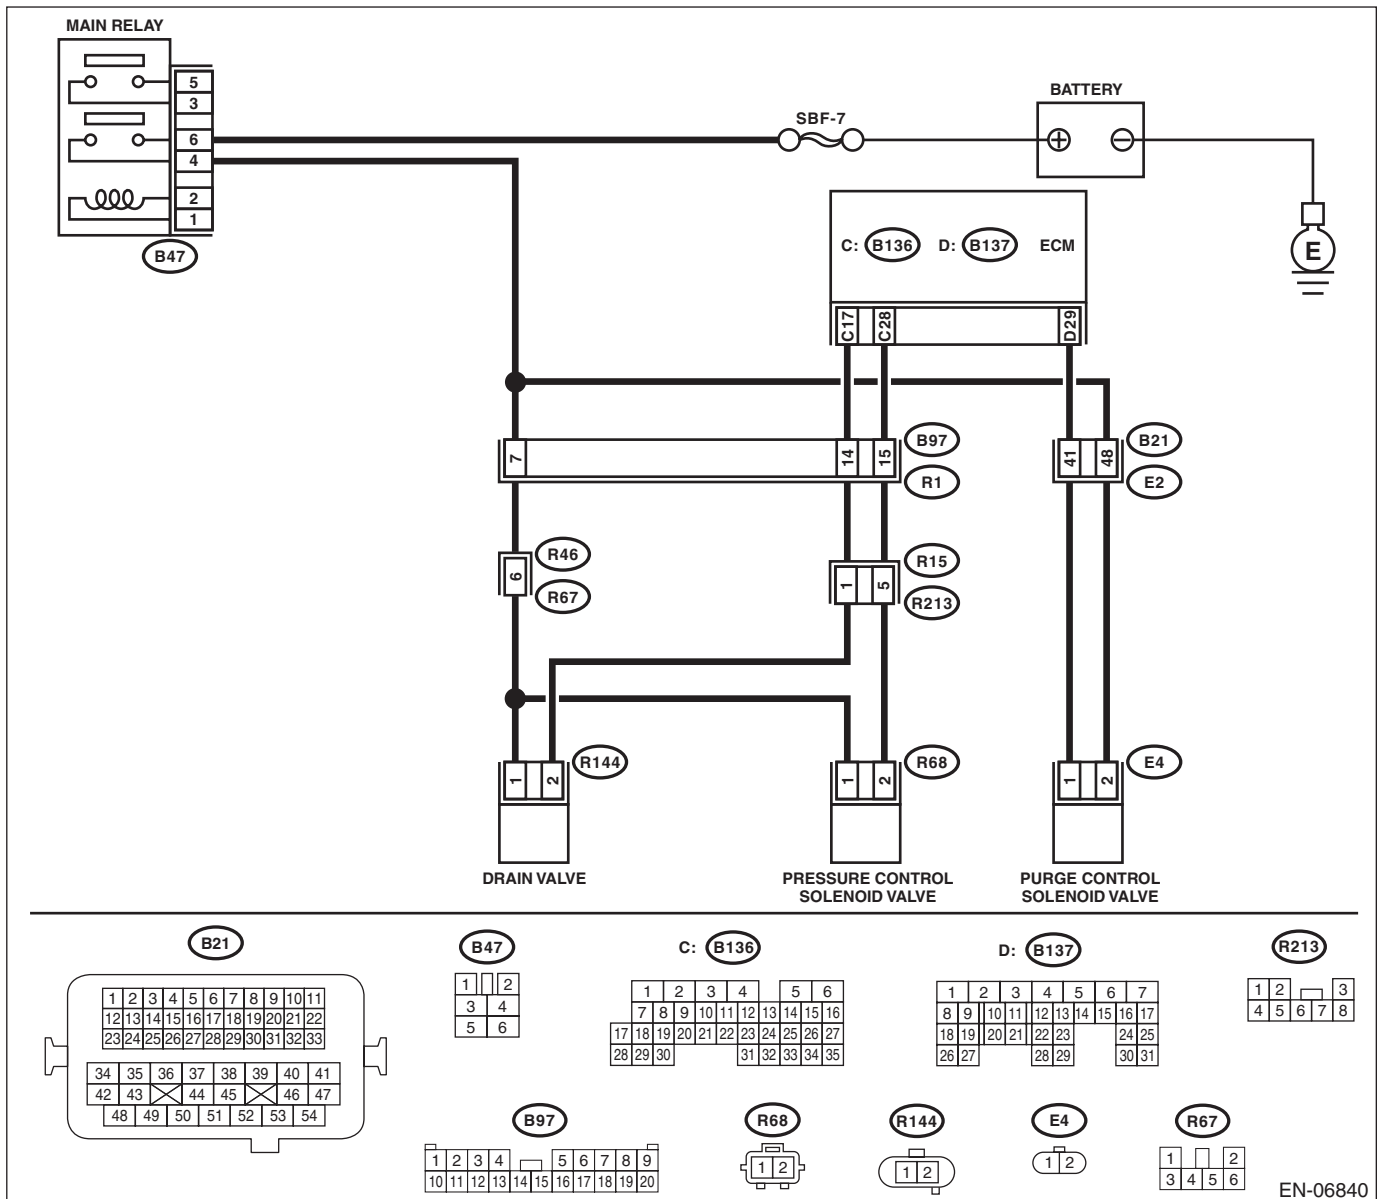 MAIN RELAY
5
3
6
4
2
1
B47
SBF-7
BATTERY
E
C: B136 D: B137 ECM
C17 C28 D29
7 14 15 B97
R1
41 48 B21
E2
6 R46
R67
1 5 R15
R213
1 2 R144
1 2 R68
1 2 E4
DRAIN VALVE
PRESSURE CONTROL
SOLENOID VALVE
PURGE CONTROL
SOLENOID VALVE
B21
1 2 3 4 5 6 7 8 9 10 11
12 13 14 15 16 17 18 19 20 21 22
23 24 25 26 27 28 29 30 31 32 33
34 35 36 37 38 39 40 41
42 43 44 45 46 47
48 49 50 51 52 53 54
B47
1 2
3 4
5 6
C: B136
1 2 3 4 5 6
7 8 9 10 11 12 13 14 15 16
17 18 19 20 21 22 23 24 25 26 27
28 29 30 31 32 33 34 35
D: B137
1 2 3 4 5 6 7
8 9 10 11 12 13 14 15 16 17
18 19 20 21 22 23 24 25
26 27 28 29 30 31
R213
1 2 3
4 5 6 7 8
B97
1 2 3 4 5 6 7 8 9
10 11 12 13 14 15 16 17 18 19 20
R68
1 2
R144
1 2
E4
1 2
R67
1 2
3 4 5 6
EN-06840